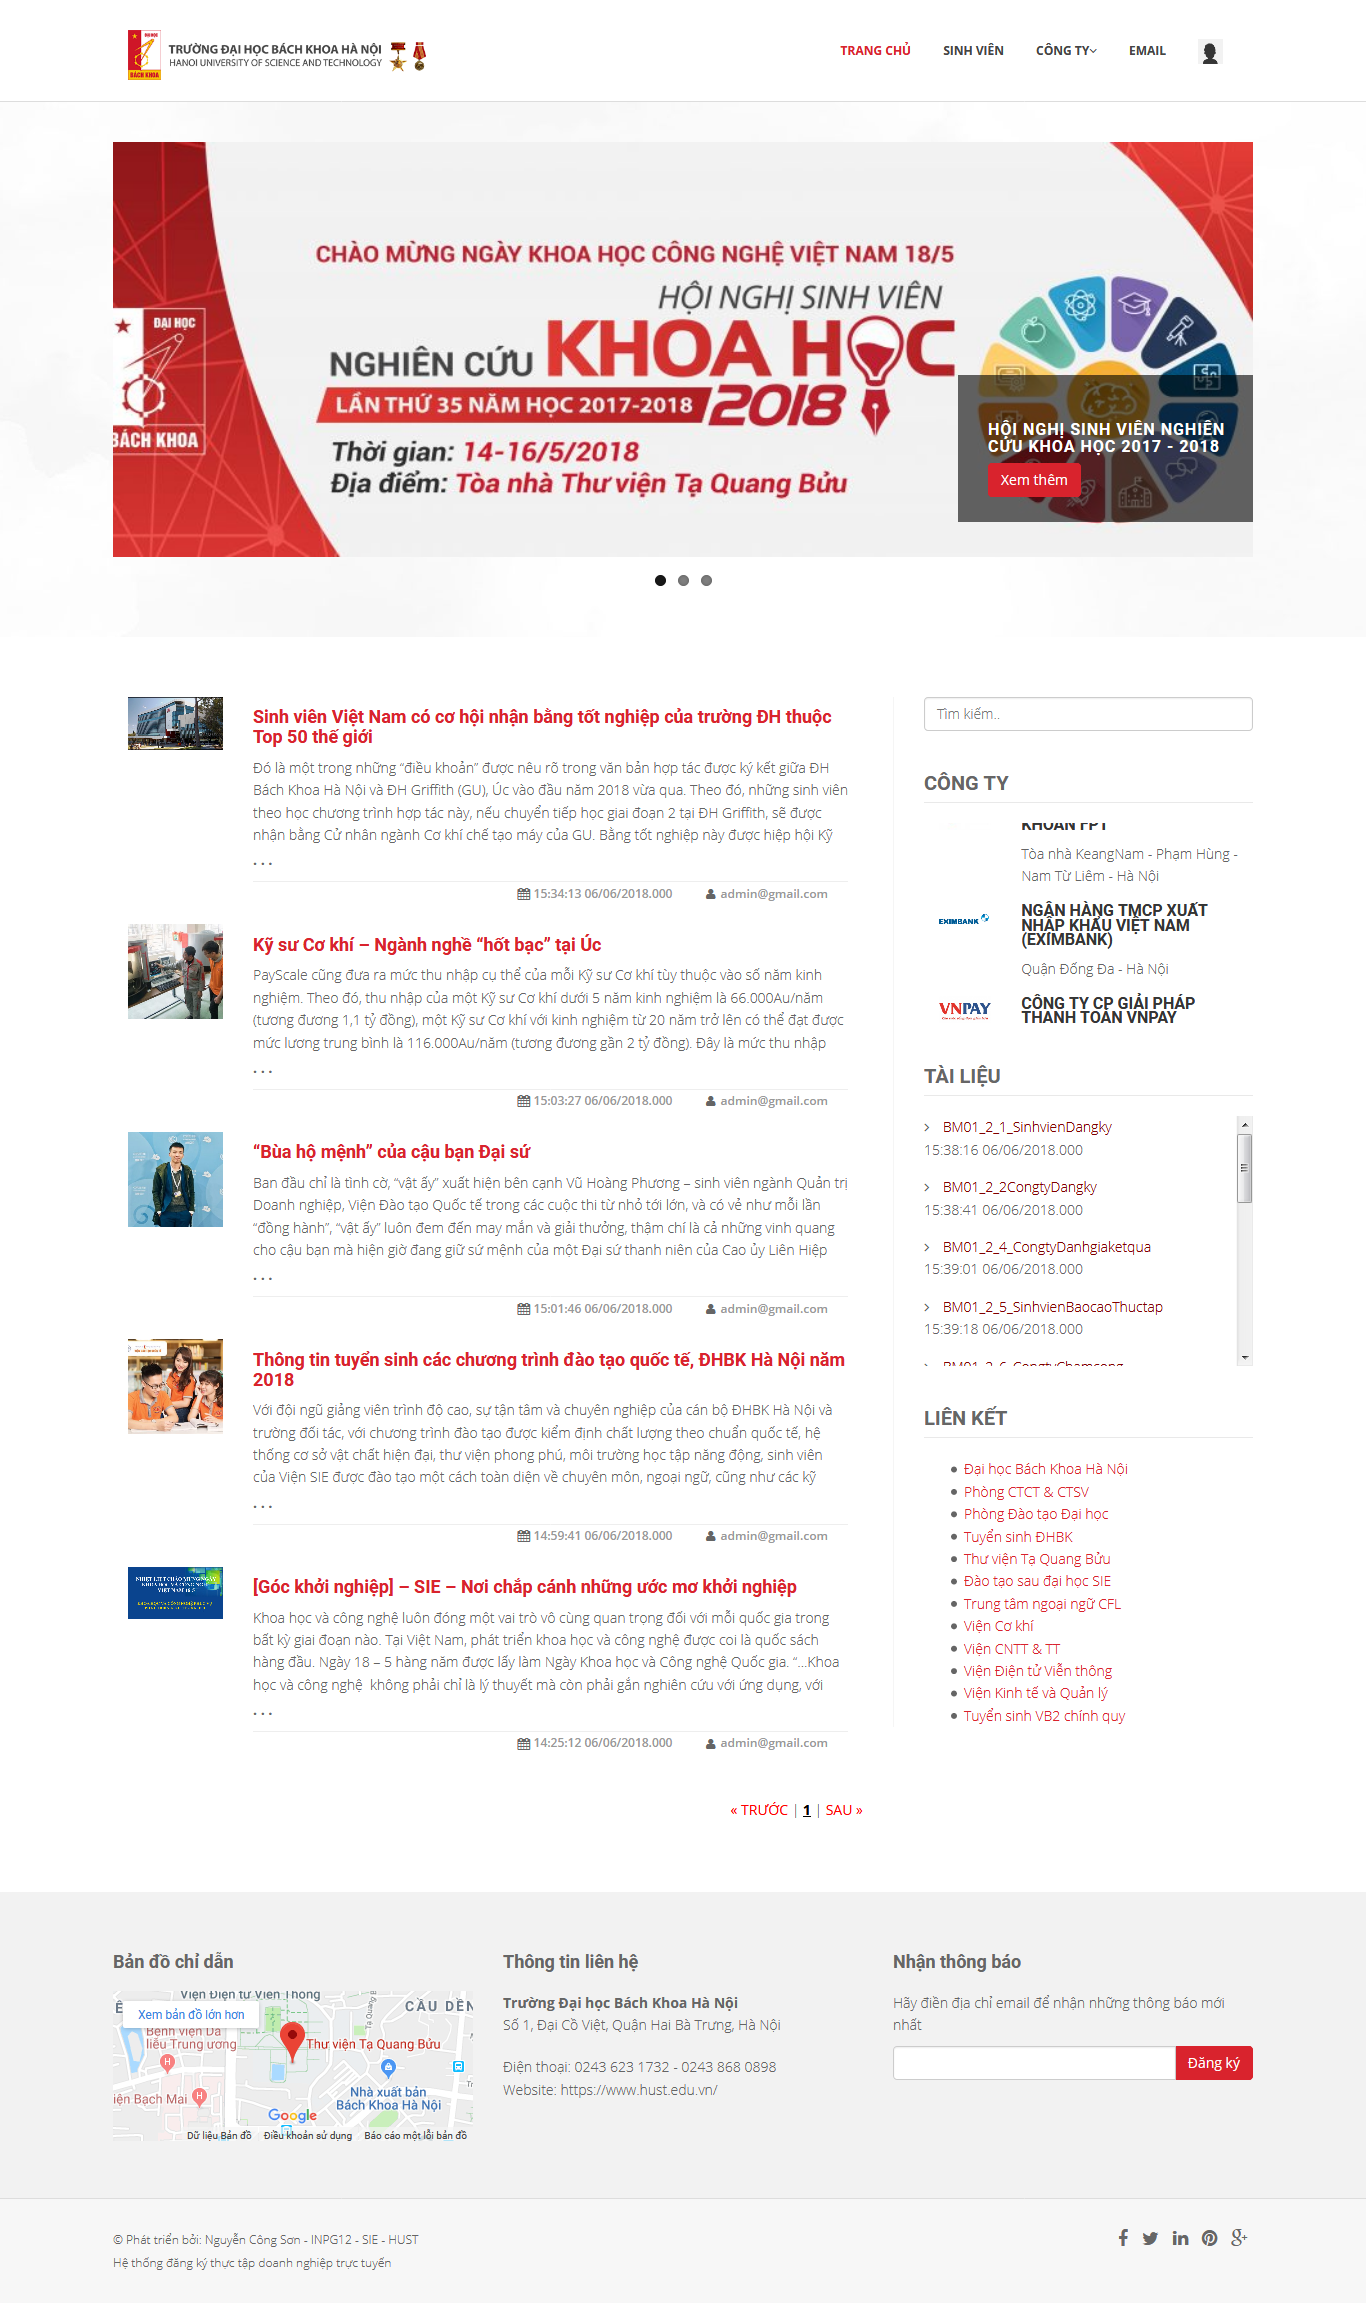 TRƯỜNG ĐẠI HỌC BÁCH KHOA HÀ NỘI
HANOI UNIVERSITY OF SCIENCE AND TECHNOLOGY
BÁCH KHOA
TRANG CHỦ
SINH VIÊN
CÔNG TY
EMAIL
CHÀO MỪNG NGÀY KHOA HỌC CÔNG NGHỆ VIỆT NAM 18/5
HỘI NGHỊ SINH VIÊN
NGHIÊN CỨU KHOA HỌC
LẦN THỨ 35 NĂM HỌC 2017-2018 2018
Thời gian: 14-16/5/2018
Địa điểm: Tòa nhà Thư viện Tạ Quang Bửu
ĐẠI HỌC
BÁCH KHOA
HỘI NGHỊ SINH VIÊN NGHIÊN
CỨU KHOA HỌC 2017 - 2018
Xem thêm
Sinh viên Việt Nam có cơ hội nhận bằng tốt nghiệp của trường ĐH thuộc
Top 50 thế giới
Đó là một trong những “điều khoản” được nêu rõ trong văn bản hợp tác được ký kết giữa ĐH
Bách Khoa Hà Nội và ĐH Griffith (GU), Úc vào đầu năm 2018 vừa qua. Theo đó, những sinh viên
theo học chương trình hợp tác này, nếu chuyển tiếp học giai đoạn 2 tại ĐH Griffith, sẽ được
nhận bằng Cử nhân ngành Cơ khí chế tạo máy của GU. Bằng tốt nghiệp này được hiệp hội Kỹ
. . .
15:34:13 06/06/2018.000 admin@gmail.com
Kỹ sư Cơ khí – Ngành nghề “hốt bạc” tại Úc
PayScale cũng đưa ra mức thu nhập cụ thể của mỗi Kỹ sư Cơ khí tùy thuộc vào số năm kinh
nghiệm. Theo đó, thu nhập của một Kỹ sư Cơ khí dưới 5 năm kinh nghiệm là 66.000Au/năm
(tương đương 1,1 tỷ đồng), một Kỹ sư Cơ khí với kinh nghiệm từ 20 năm trở lên có thể đạt được
mức lương trung bình là 116.000Au/năm (tương đương gần 2 tỷ đồng). Đây là mức thu nhập
. . .
15:03:27 06/06/2018.000 admin@gmail.com
“Bùa hộ mệnh” của cậu bạn Đại sứ
Ban đầu chỉ là tình cờ, “vật ấy” xuất hiện bên cạnh Vũ Hoàng Phương – sinh viên ngành Quản trị
Doanh nghiệp, Viện Đào tạo Quốc tế trong các cuộc thi từ nhỏ tới lớn, và có vẻ như mỗi lần
“đồng hành”, “vật ấy” luôn đem đến may mắn và giải thưởng, thậm chí là cả những vinh quang
cho cậu bạn mà hiện giờ đang giữ sứ mệnh của một Đại sứ thanh niên của Cao ủy Liên Hiệp
. . .
15:01:46 06/06/2018.000 admin@gmail.com
Thông tin tuyển sinh các chương trình đào tạo quốc tế, ĐHBK Hà Nội năm
2018
Với đội ngũ giảng viên trình độ cao, sự tận tâm và chuyên nghiệp của cán bộ ĐHBK Hà Nội và
trường đối tác, với chương trình đào tạo được kiểm định chất lượng theo chuẩn quốc tế, hệ
thống cơ sở vật chất hiện đại, thư viện phong phú, môi trường học tập năng động, sinh viên
của Viện SIE được đào tạo một cách toàn diện về chuyên môn, ngoại ngữ, cũng như các kỹ
. . .
14:59:41 06/06/2018.000 admin@gmail.com
[Góc khởi nghiệp] – SIE – Nơi chắp cánh những ước mơ khởi nghiệp
Khoa học và công nghệ luôn đóng một vai trò vô cùng quan trọng đối với mỗi quốc gia trong
bất kỳ giai đoạn nào. Tại Việt Nam, phát triển khoa học và công nghệ được coi là quốc sách
hàng đầu. Ngày 18 – 5 hàng năm được lấy làm Ngày Khoa học và Công nghệ Quốc gia. “...Khoa
học và công nghệ không phải chỉ là lý thuyết mà còn phải gắn nghiên cứu với ứng dụng, với
. . .
14:25:12 06/06/2018.000 admin@gmail.com
« TRƯỚC | 1 | SAU »
Tìm kiếm..
CÔNG TY
KHOÁN FPT
Tòa nhà KeangNam - Phạm Hùng -
Nam Từ Liêm - Hà Nội
EXIMBANK
NGÂN HÀNG TMCP XUẤT
NHẬP KHẨU VIỆT NAM
(EXIMBANK)
Quận Đống Đa - Hà Nội
VNPAY
CÔNG TY CP GIẢI PHÁP
THANH TOÁN VNPAY
TÀI LIỆU
BM01_2_1_SinhvienDangky
15:38:16 06/06/2018.000
BM01_2_2CongtyDangky
15:38:41 06/06/2018.000
BM01_2_4_CongtyDanhgiaketqua
15:39:01 06/06/2018.000
BM01_2_5_SinhvienBaocaoThuctap
15:39:18 06/06/2018.000
BM01_2_6_CongtyChamcong
LIÊN KẾT
Đại học Bách Khoa Hà Nội
Phòng CTCT & CTSV
Phòng Đào tạo Đại học
Tuyển sinh ĐHBK
Thư viện Tạ Quang Bửu
Đào tạo sau đại học SIE
Trung tâm ngoại ngữ CFL
Viện Cơ khí
Viện CNTT & TT
Viện Điện tử Viễn thông
Viện Kinh tế và Quản lý
Tuyển sinh VB2 chính quy
Bản đồ chỉ dẫn
Viện Điện tử Viễn Thông
Xem bản đồ lớn hơn
CẦU DỀN
Tạ Quang B
Bệnh viện Da
liễu Trung ương
Thư viện Tạ Quang Bửu
iện Bạch Mai
Nhà xuất bản
Bách Khoa Hà Nội
Google
Dữ liệu Bản đồ Điều khoản sử dụng Báo cáo một lỗi bản đồ
Thông tin liên hệ
Trường Đại học Bách Khoa Hà Nội
Số 1, Đại Cồ Việt, Quận Hai Bà Trưng, Hà Nội
Điện thoại: 0243 623 1732 - 0243 868 0898
Website: https://www.hust.edu.vn/
Nhận thông báo
Hãy điền địa chỉ email để nhận những thông báo mới
nhất
Đăng ký
© Phát triển bởi: Nguyễn Công Sơn - INPG12 - SIE - HUST
Hệ thống đăng ký thực tập doanh nghiệp trực tuyến